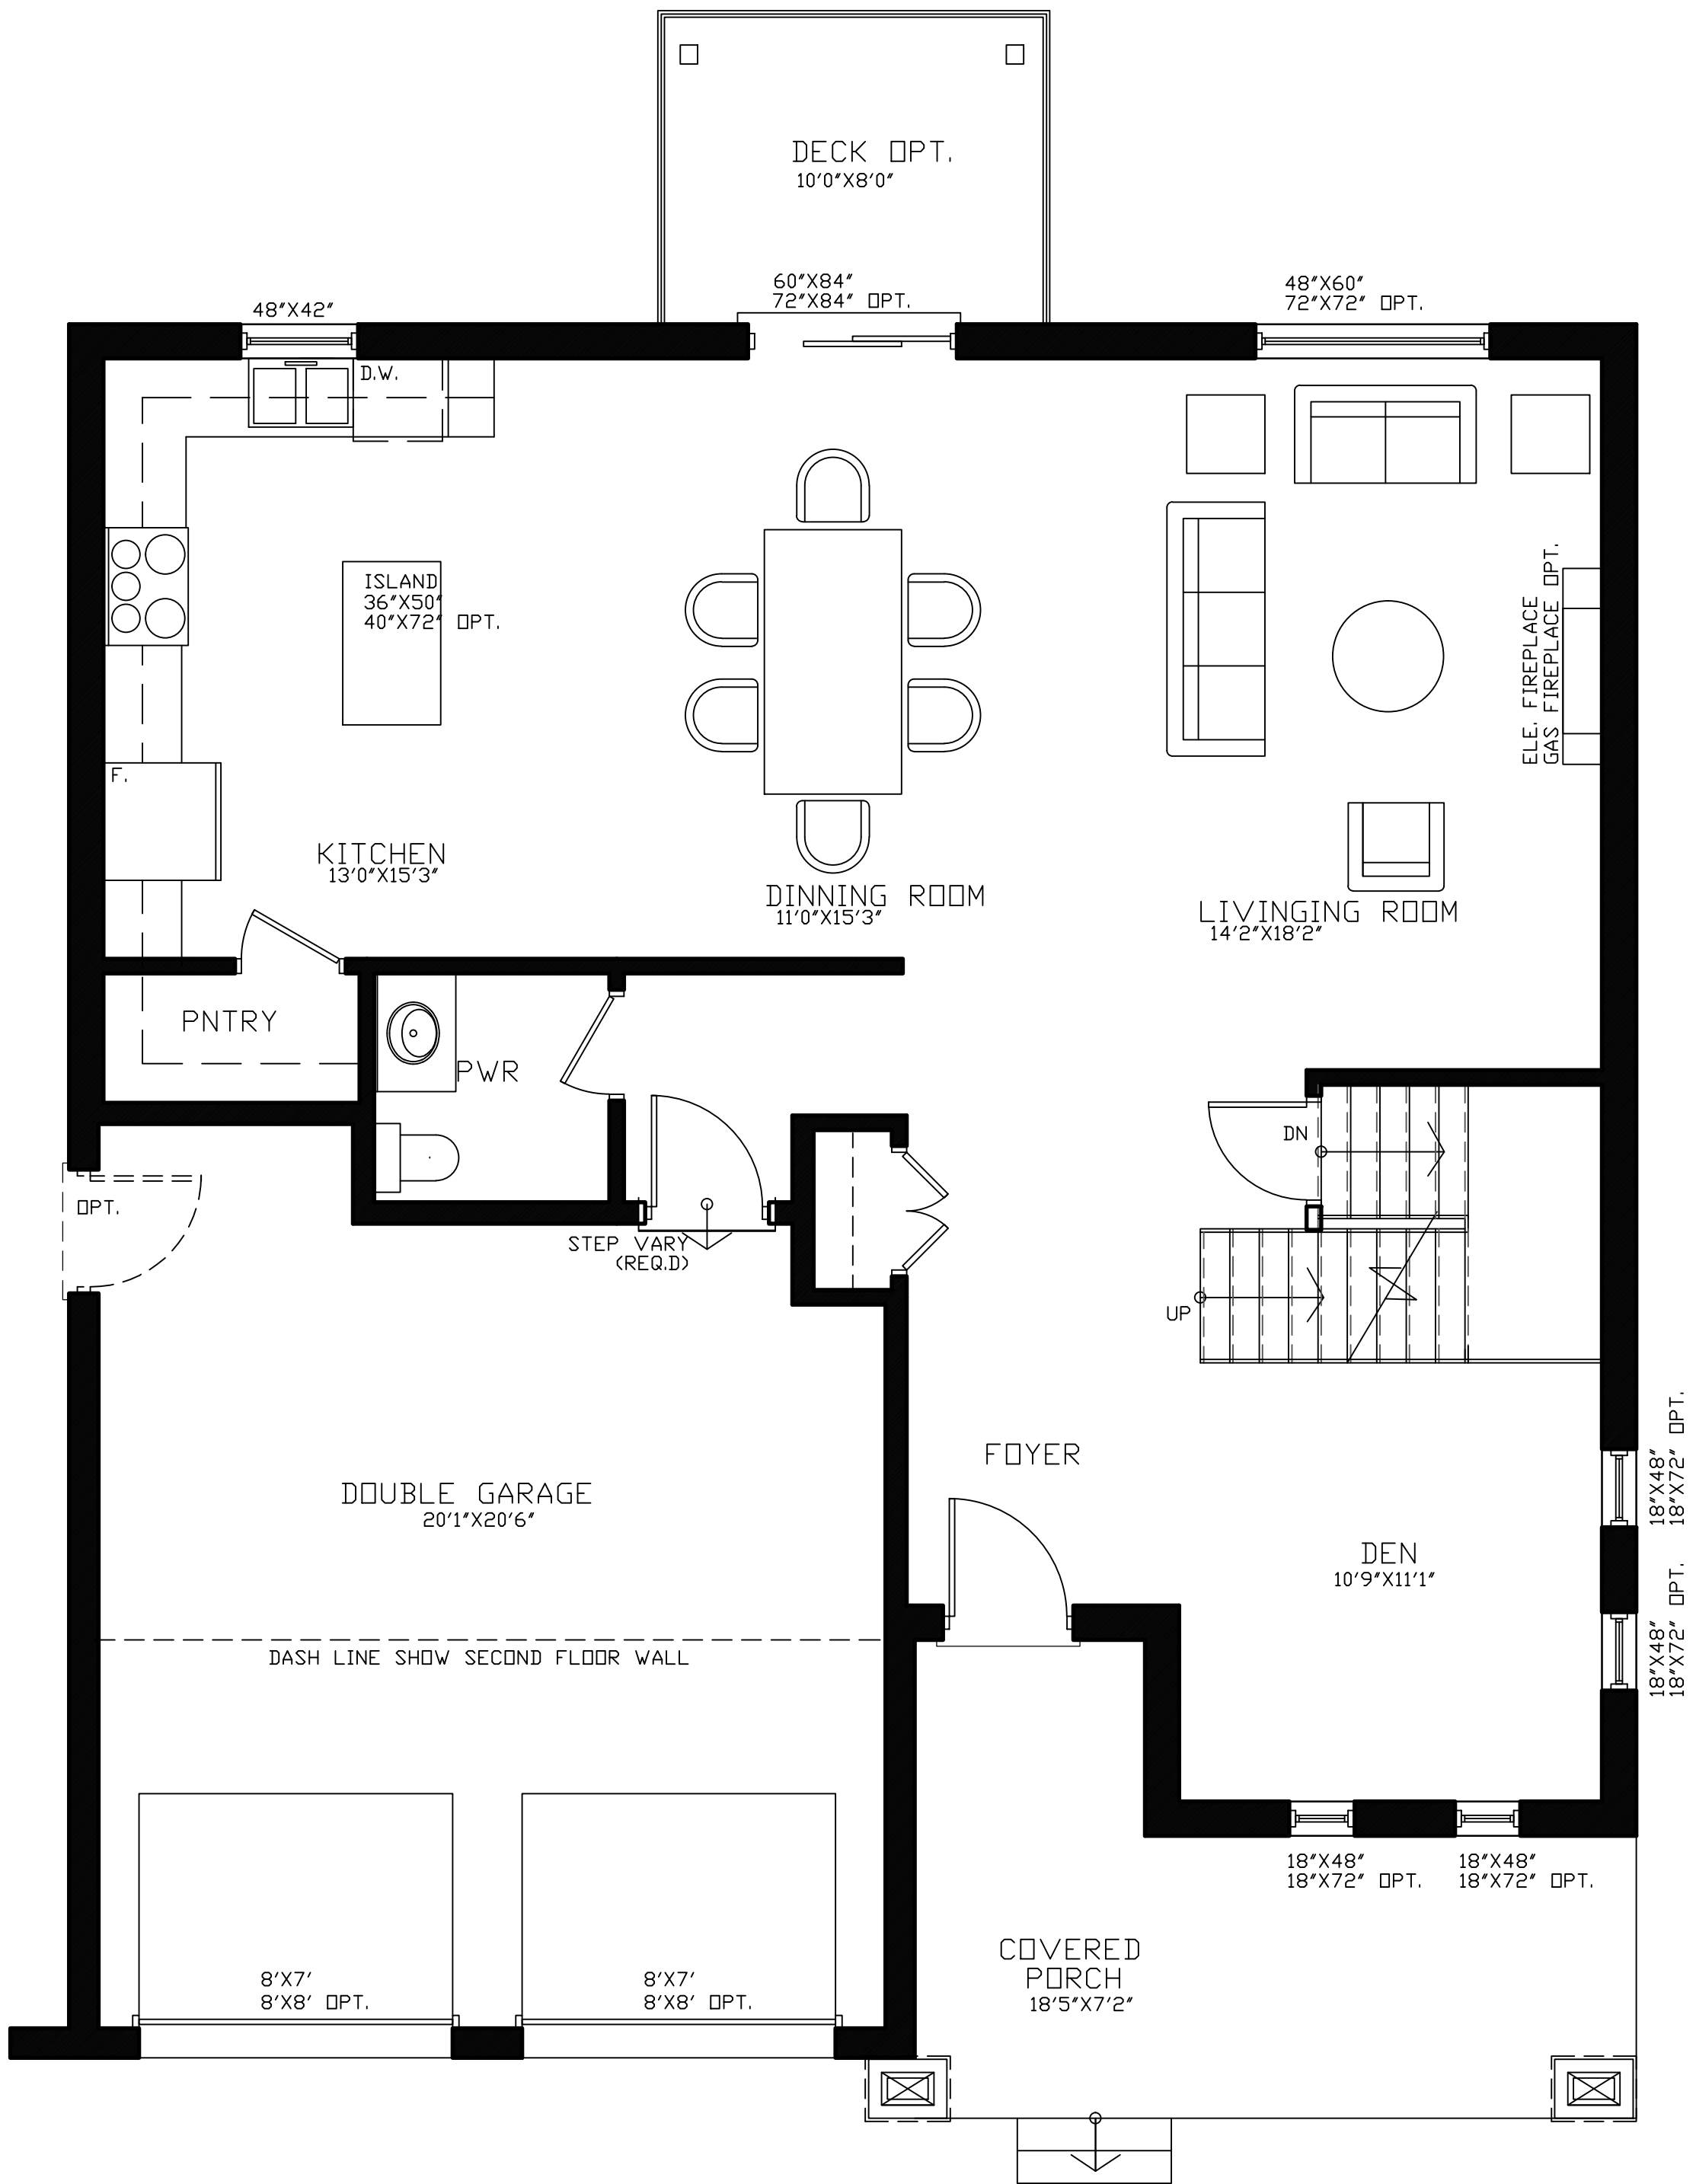 DECK OPT.
10'0"X8'0"
60"X84"
72"X84" OPT.
48"X60"
72"X72" OPT.
48"X42"
D.W.
ISLAND
36"X50"
40"X72" OPT.
ELE. FIREPLACE
GAS FIREPLACE OPT.
F.
KITCHEN
13'0"X15'3"
DINNING ROOM
11'0"X15'3"
LIVINGING ROOM
14'2"X18'2"
PNTRY
PWR
DN
OPT.
STEP VARY
(REQ.D)
UP
FOYER
DOUBLE GARAGE
20'1"X20'6"
18"X48"
18"X72" OPT.
DEN
10'9"X11'1"
18"X48"
18"X72" OPT.
DASH LINE SHOW SECOND FLOOR WALL
18"X48"
18"X72" OPT.
18"X48"
18"X72" OPT.
COVERED
PORCH
18'5"X7'2"
8'X7'
8'X8' OPT.
8'X7'
8'X8' OPT.